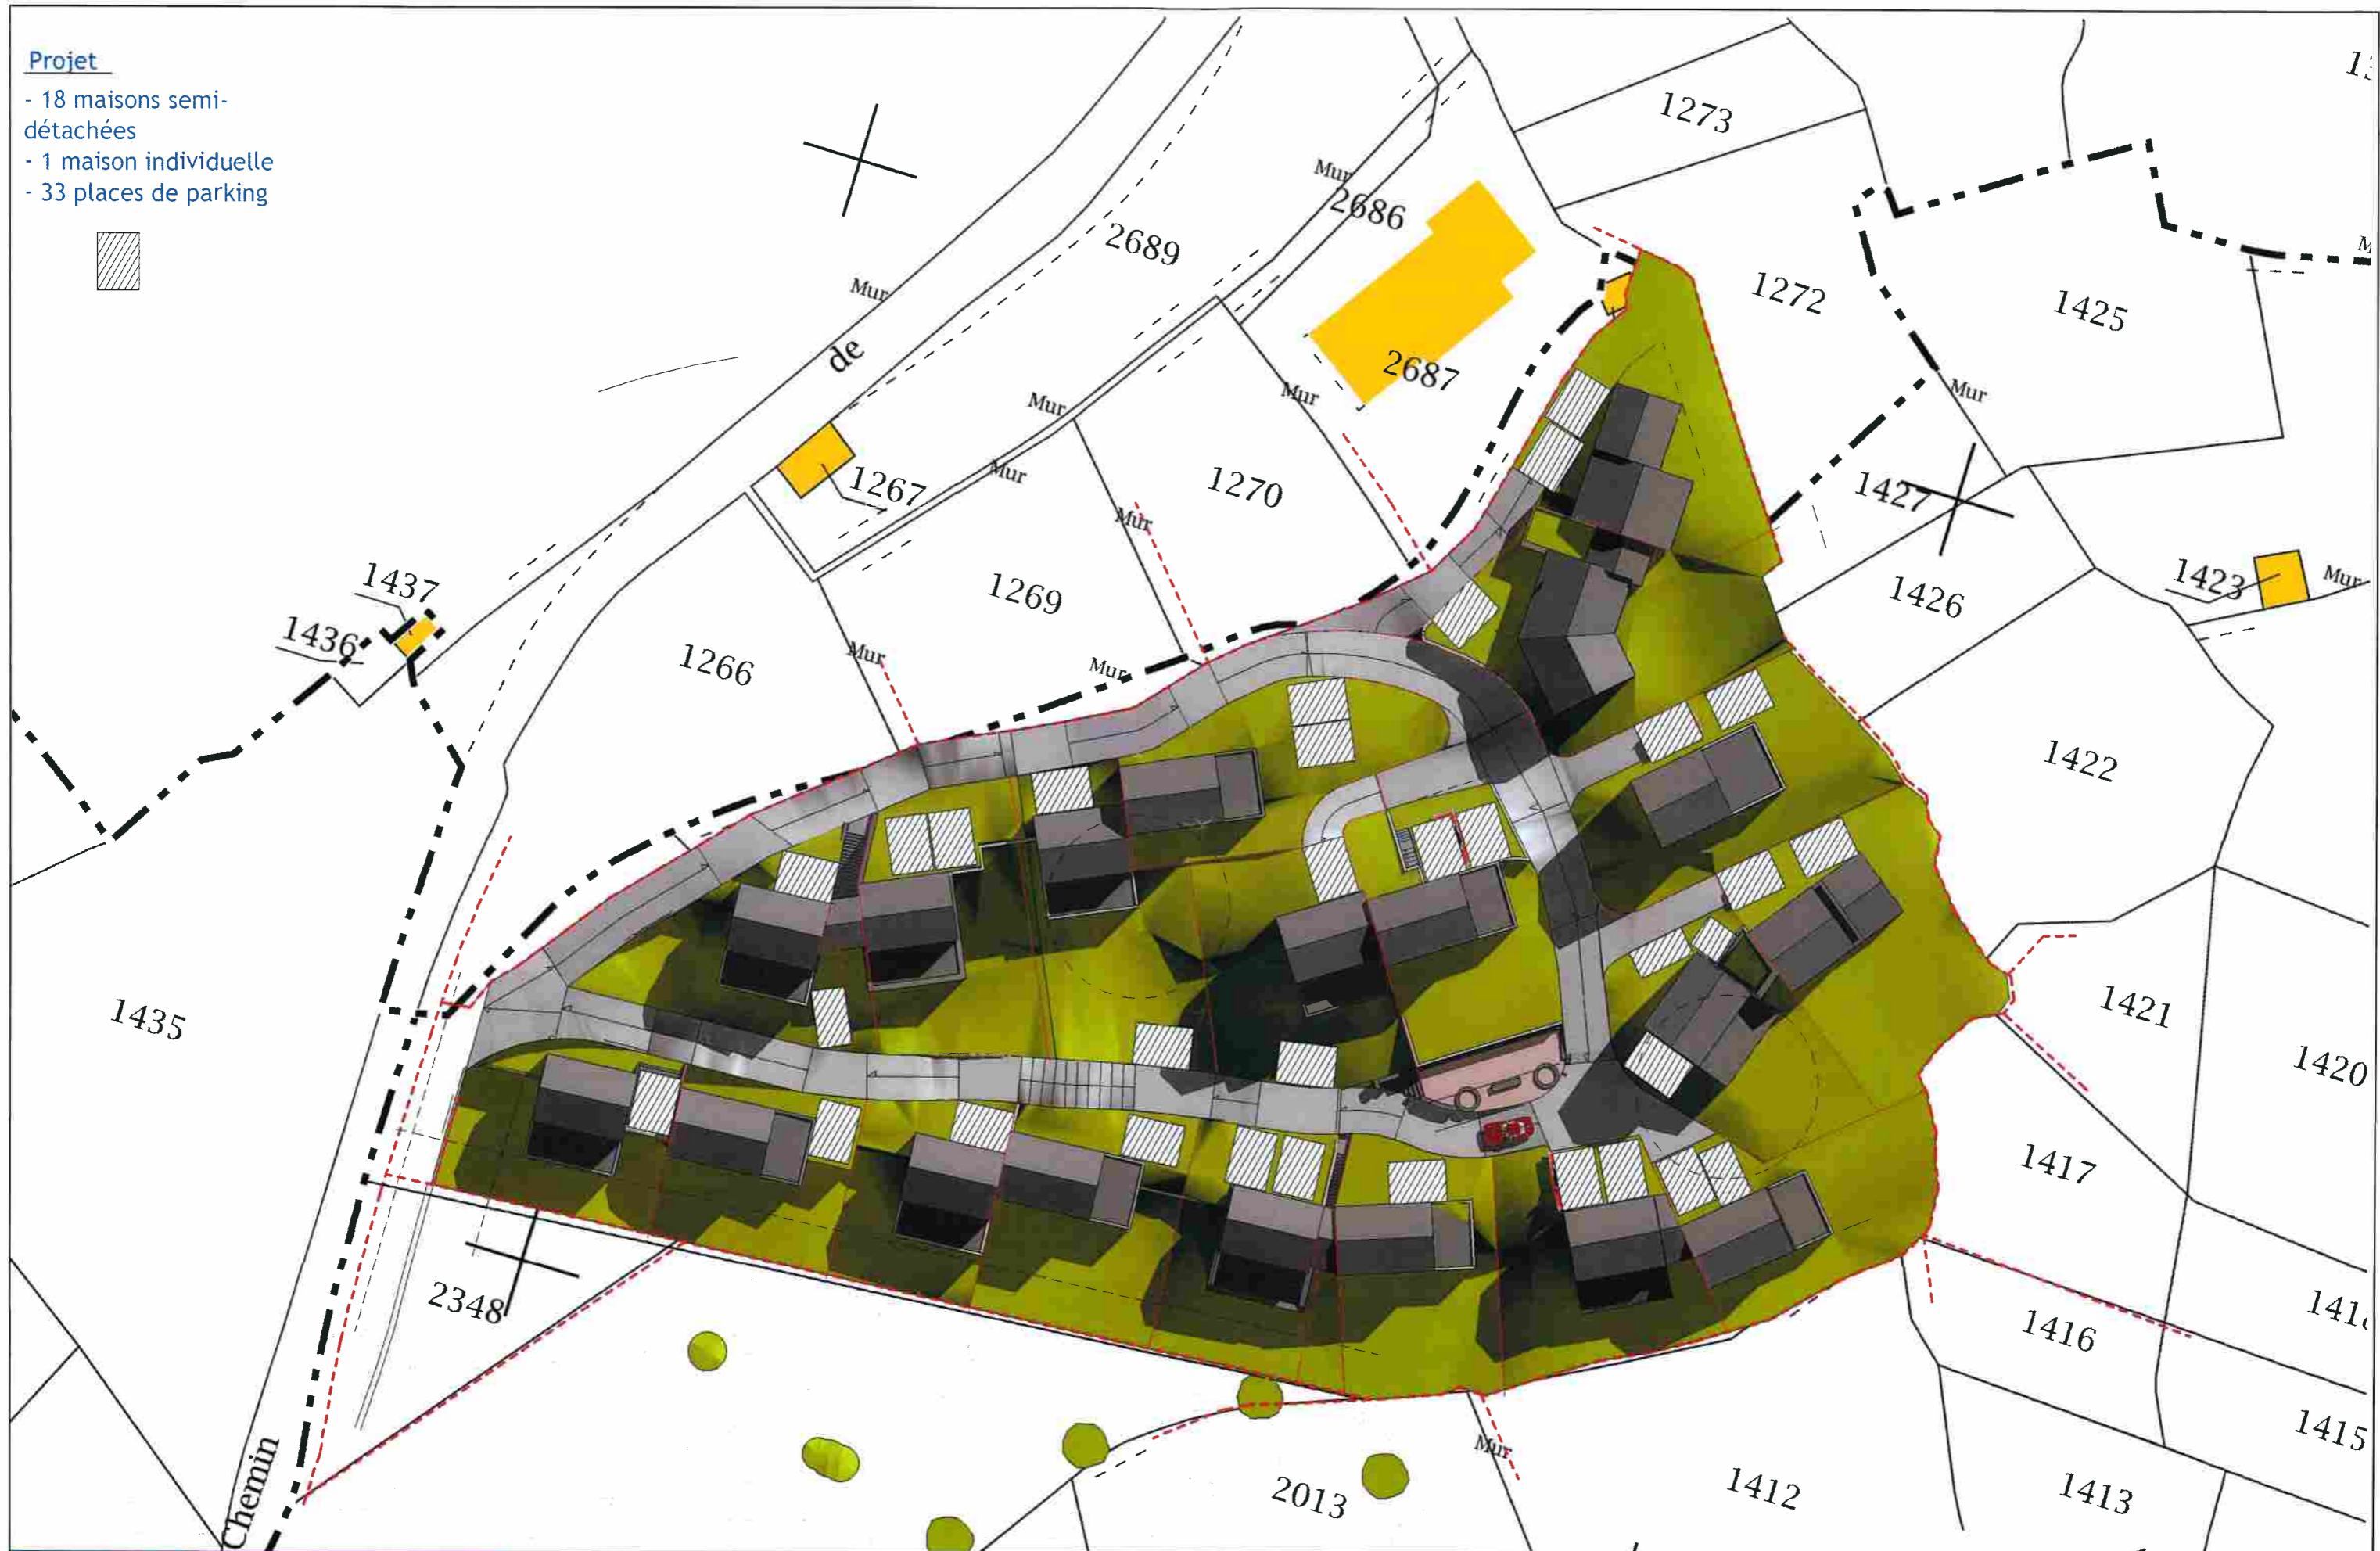 Projet
- 18 maisons semi-
détachées
- 1 maison individuelle
- 33 places de parking
1273
Mur
2686
2689
Mur
1272
1425
de
2687
Mur
Mur
Mur
1267
Mur
1270
1427
Mur
1437
1269
1426
1423
Mur
1436
1266
Mur
Mur
1422
1435
1421
1420
1417
2348
1416
1415
Mur
Chemin
2013
1412
1413